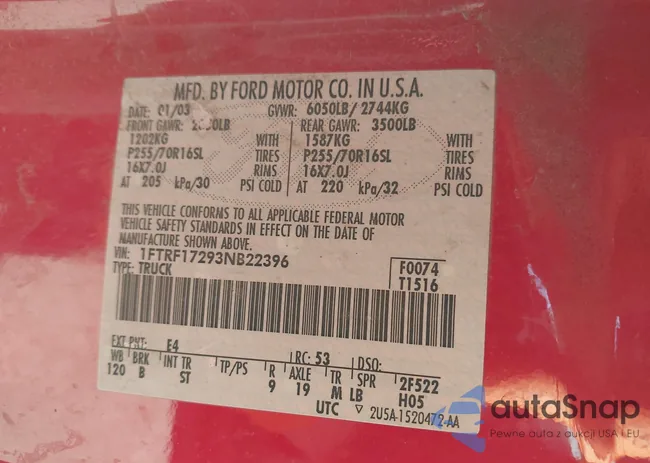 MFD. BY FORD MOTOR CO. IN U.S.A.
DATE: 01/03 GVWR: 6050LB/ 2744KG
FRONT GAWR: LB REAR GAWR: 3500LB
1202KG WITH 1587KG WITH
P255/70R16SL TIRES P255/70R16SL TIRES
16X7.0J RIMS 16X7.0J RIMS
AT 205 kPa/30 PSI COLD AT 220 kPa/32 PSI COLD
THIS VEHICLE CONFORMS TO ALL APPLICABLE FEDERAL MOTOR
VEHICLE SAFETY STANDARDS IN EFFECT ON THE DATE OF
MANUFACTURE SHOWN ABOVE.
VIN: 1FTRF17293NB22396 F0074
TYPE: TRUCK T1516
EXT PNT: E4 RC: 53 DSO:
WB BRK INT TR TP/PS R AXLE TR SPR 2F522
120 B ST 9 19 M LB H05
UTC ▽ 2U5A-1520472-AA
autaSnap
Pewne auta z aukcji USA i EU